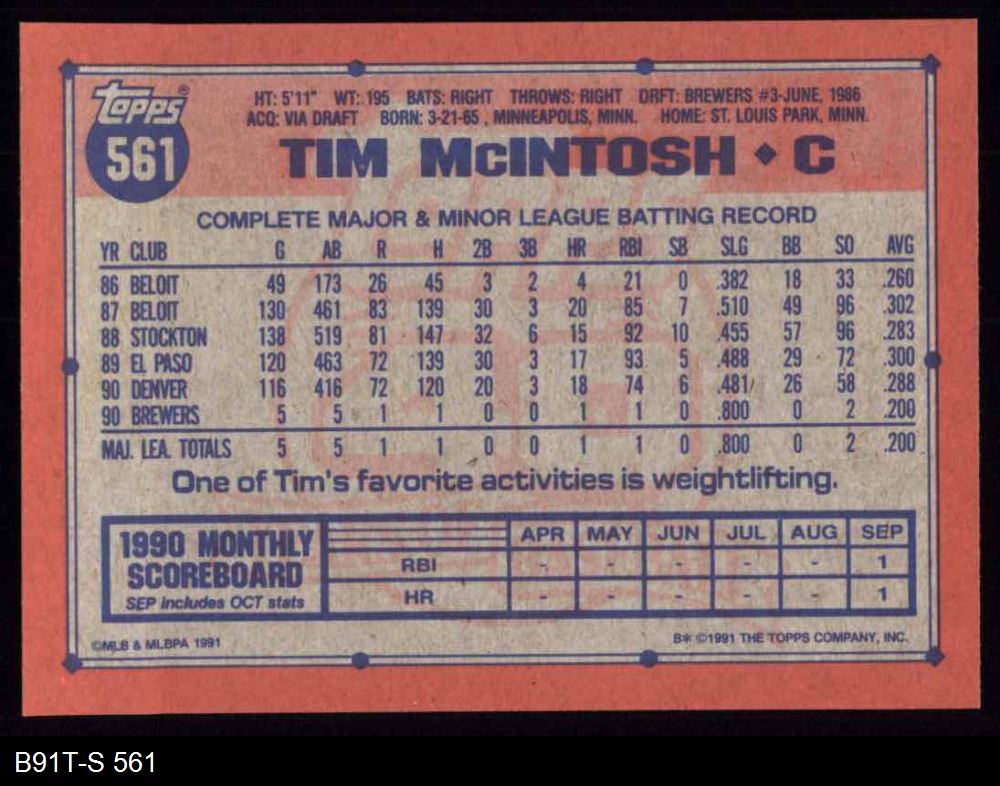 topps®
561
HT: 5'11" WT: 195 BATS: RIGHT THROWS: RIGHT DRFT: BREWERS #3-JUNE, 1986
ACQ: VIA DRAFT BORN: 3-21-65, MINNEAPOLIS, MINN. HOME: ST. LOUIS PARK, MINN.
TIM McINTOSH ◆ C
COMPLETE MAJOR & MINOR LEAGUE BATTING RECORD
YR CLUB G AB R H 2B 3B HR RBI SB SLG BB SO AVG
86 BELOIT 49 173 26 45 3 2 4 21 0 .382 18 33 .260
87 BELOIT 130 461 83 139 30 3 20 85 7 .510 49 96 .302
88 STOCKTON 138 519 81 147 32 6 15 92 10 .455 57 96 .283
89 EL PASO 120 463 72 139 30 3 17 93 5 .488 29 72 .300
90 DENVER 116 416 72 120 20 3 18 74 6 .481 26 58 .288
90 BREWERS 5 5 1 1 0 0 1 1 0 .800 0 2 .200
MAJ. LEA. TOTALS 5 5 1 1 0 0 1 1 0 .800 0 2 .200
One of Tim's favorite activities is weightlifting.
1990 MONTHLY
SCOREBOARD
SEP includes OCT stats
APR MAY JUN JUL AUG SEP
RBI - - - - - 1
HR - - - - - 1
©MLB & MLBPA 1991
B* ©1991 THE TOPPS COMPANY, INC.
B91T-S 561